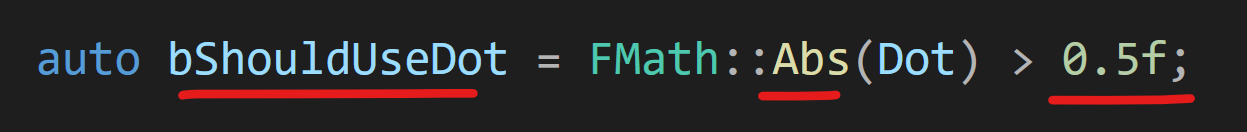 auto bShouldUseDot = FMath::Abs(Dot) > 0.5f;